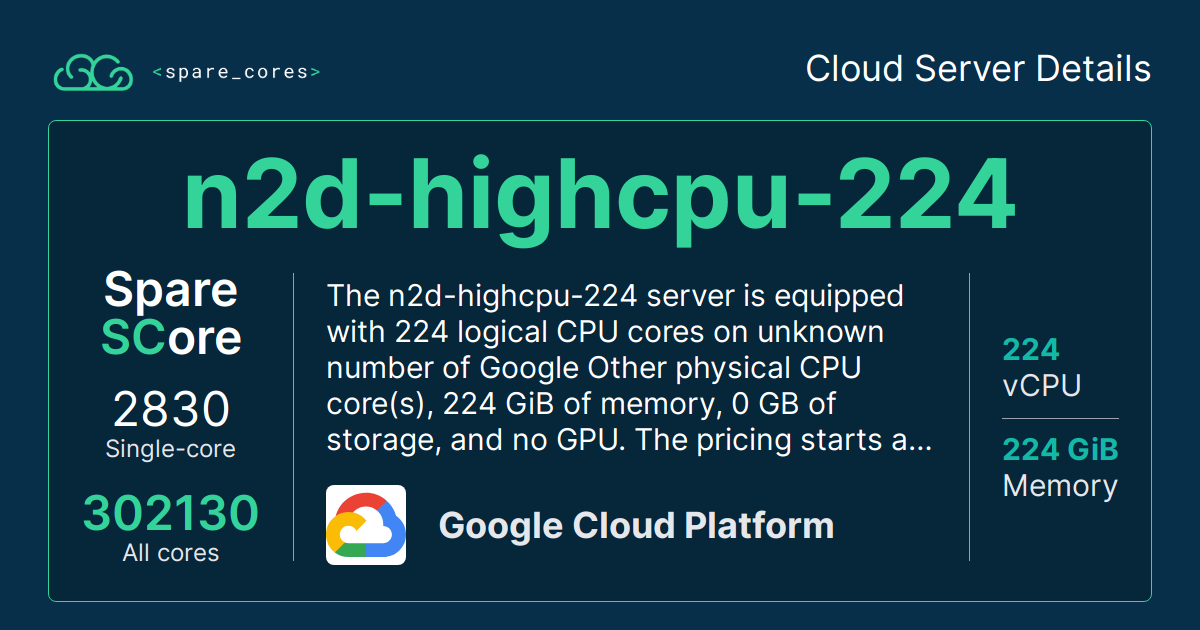 <spare_cores>
Cloud Server Details
n2d-highcpu-224
Spare
SCore
2830
Single-core
302130
All cores
The n2d-highcpu-224 server is equipped
with 224 logical CPU cores on unknown
number of Google Other physical CPU
core(s), 224 GiB of memory, 0 GB of
storage, and no GPU. The pricing starts a...
Google Cloud Platform
224
vCPU
224 GiB
Memory